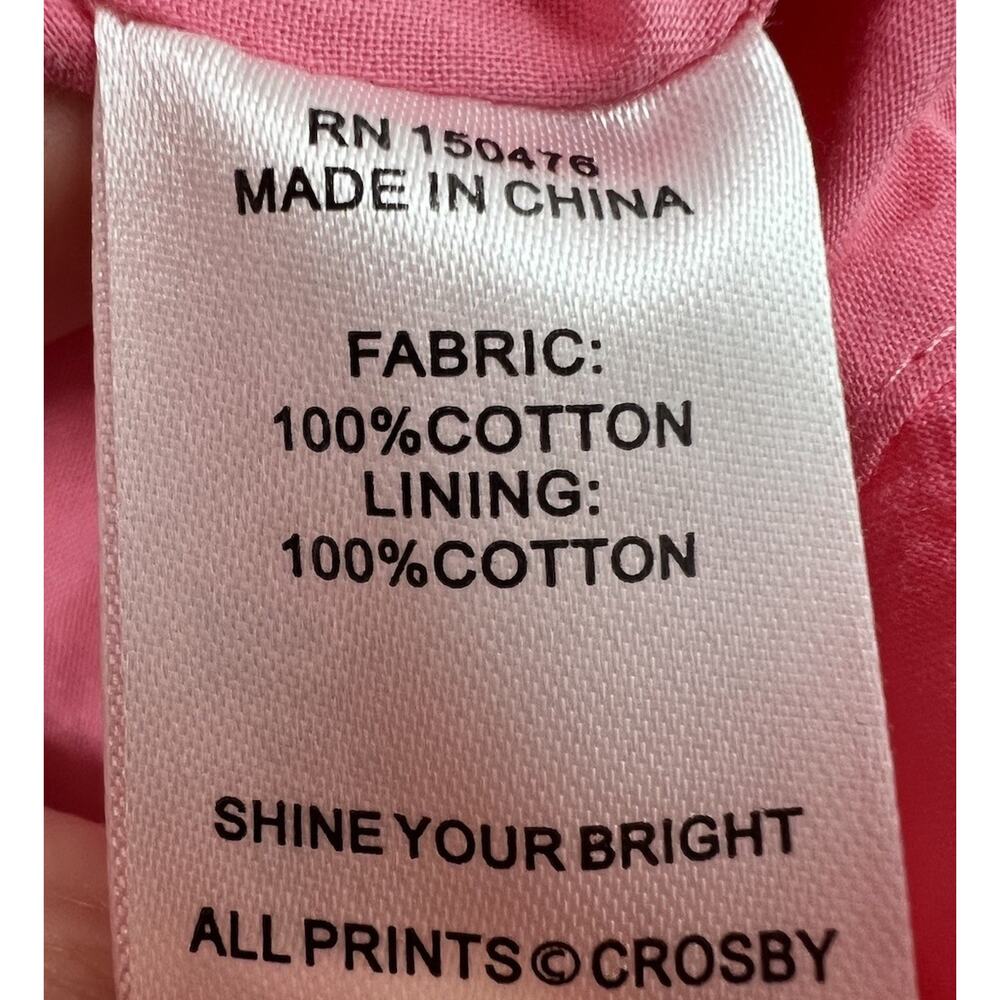 RN 150476
MADE IN CHINA
FABRIC:
100%COTTON
LINING:
100%COTTON
SHINE YOUR BRIGHT
ALL PRINTS©CROSBY